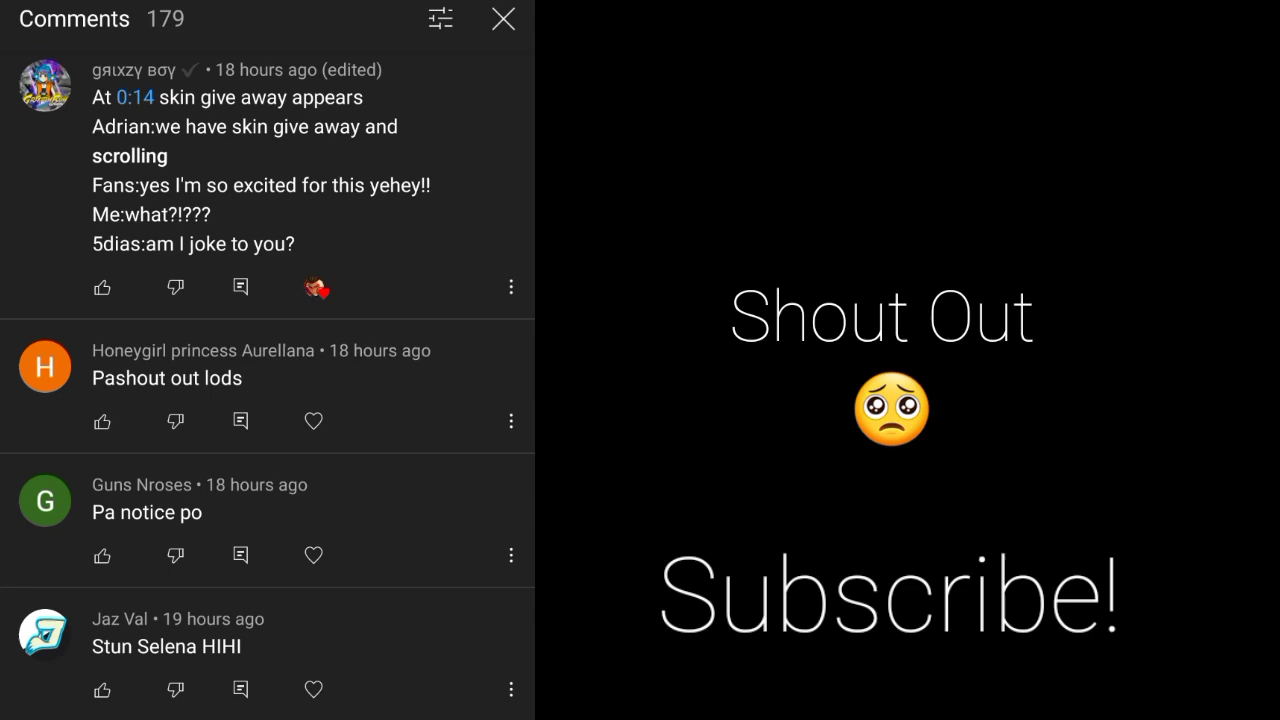 Comments 179
gяιxzγ вσγ ✓ • 18 hours ago (edited)
At 0:14 skin give away appears
Adrian:we have skin give away and
scrolling
Fans:yes I'm so excited for this yehey!!
Me:what?!???
5dias:am I joke to you?
H
Honeygirl princess Aurellana • 18 hours ago
Pashout out lods
G
Guns Nroses • 18 hours ago
Pa notice po
Jaz Val • 19 hours ago
Stun Selena HIHI
Shout Out
🥺
Subscribe!